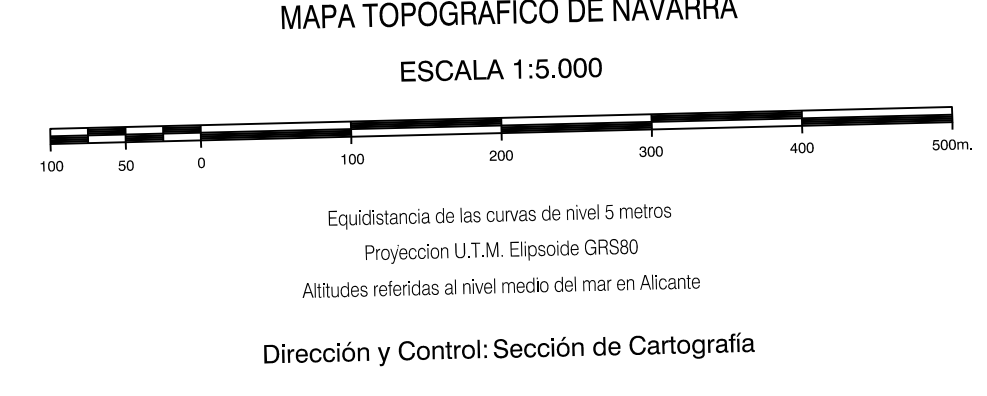 MAPA TOPOGRAFICO DE NAVARRA
ESCALA 1:5.000
100 50 0 100 200 300 400 500m.
Equidistancia de las curvas de nivel 5 metros
Proyeccion U.T.M. Elipsoide GRS80
Altitudes referidas al nivel medio del mar en Alicante
Dirección y Control: Sección de Cartografía